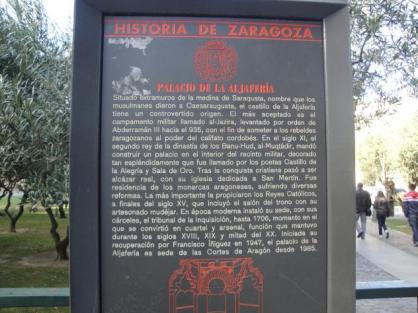 HISTORIA DE ZARAGOZA
PALACIO DE LA ALJAFERÍA
Situado extramuros de la medina de Saraqusta, nombre que los
musulmanes dieron a Caesaraugusta, el castillo de la Aljafería
tiene un controvertido origen. El más aceptado es el
campamento militar llamado al-Jazira, levantado por orden de
Abderramán III hacia el 935, con el fin de someter a los rebeldes
zaragozanos al poder del califato cordobés. En el siglo XI, el
segundo rey de la dinastía de los Banu-Hud, al-Muqtádir, mandó
construir un palacio en el interior del recinto militar, decorado
tan espléndidamente que fue llamado por los poetas Castillo de
la Alegría y Sala de Oro. Tras la conquista cristiana pasó a ser
alcázar real, con su iglesia dedicada a San Martín. Fue
residencia de los monarcas aragoneses, sufriendo diversas
reformas. La más importante la propiciaron los Reyes Católicos,
a finales del siglo XV, que incluyó el salón del trono con su
artesonado mudéjar. En época moderna instaló su sede, con sus
cárceles, el tribunal de la Inquisición, hasta 1706, momento en el
que se convirtió en cuartel y arsenal, función que mantuvo
durante los siglos XVIII, XIX y mitad del XX. Iniciada su
recuperación por Francisco Íñiguez en 1947, el palacio de la
Aljafería es sede de las Cortes de Aragón desde 1985.